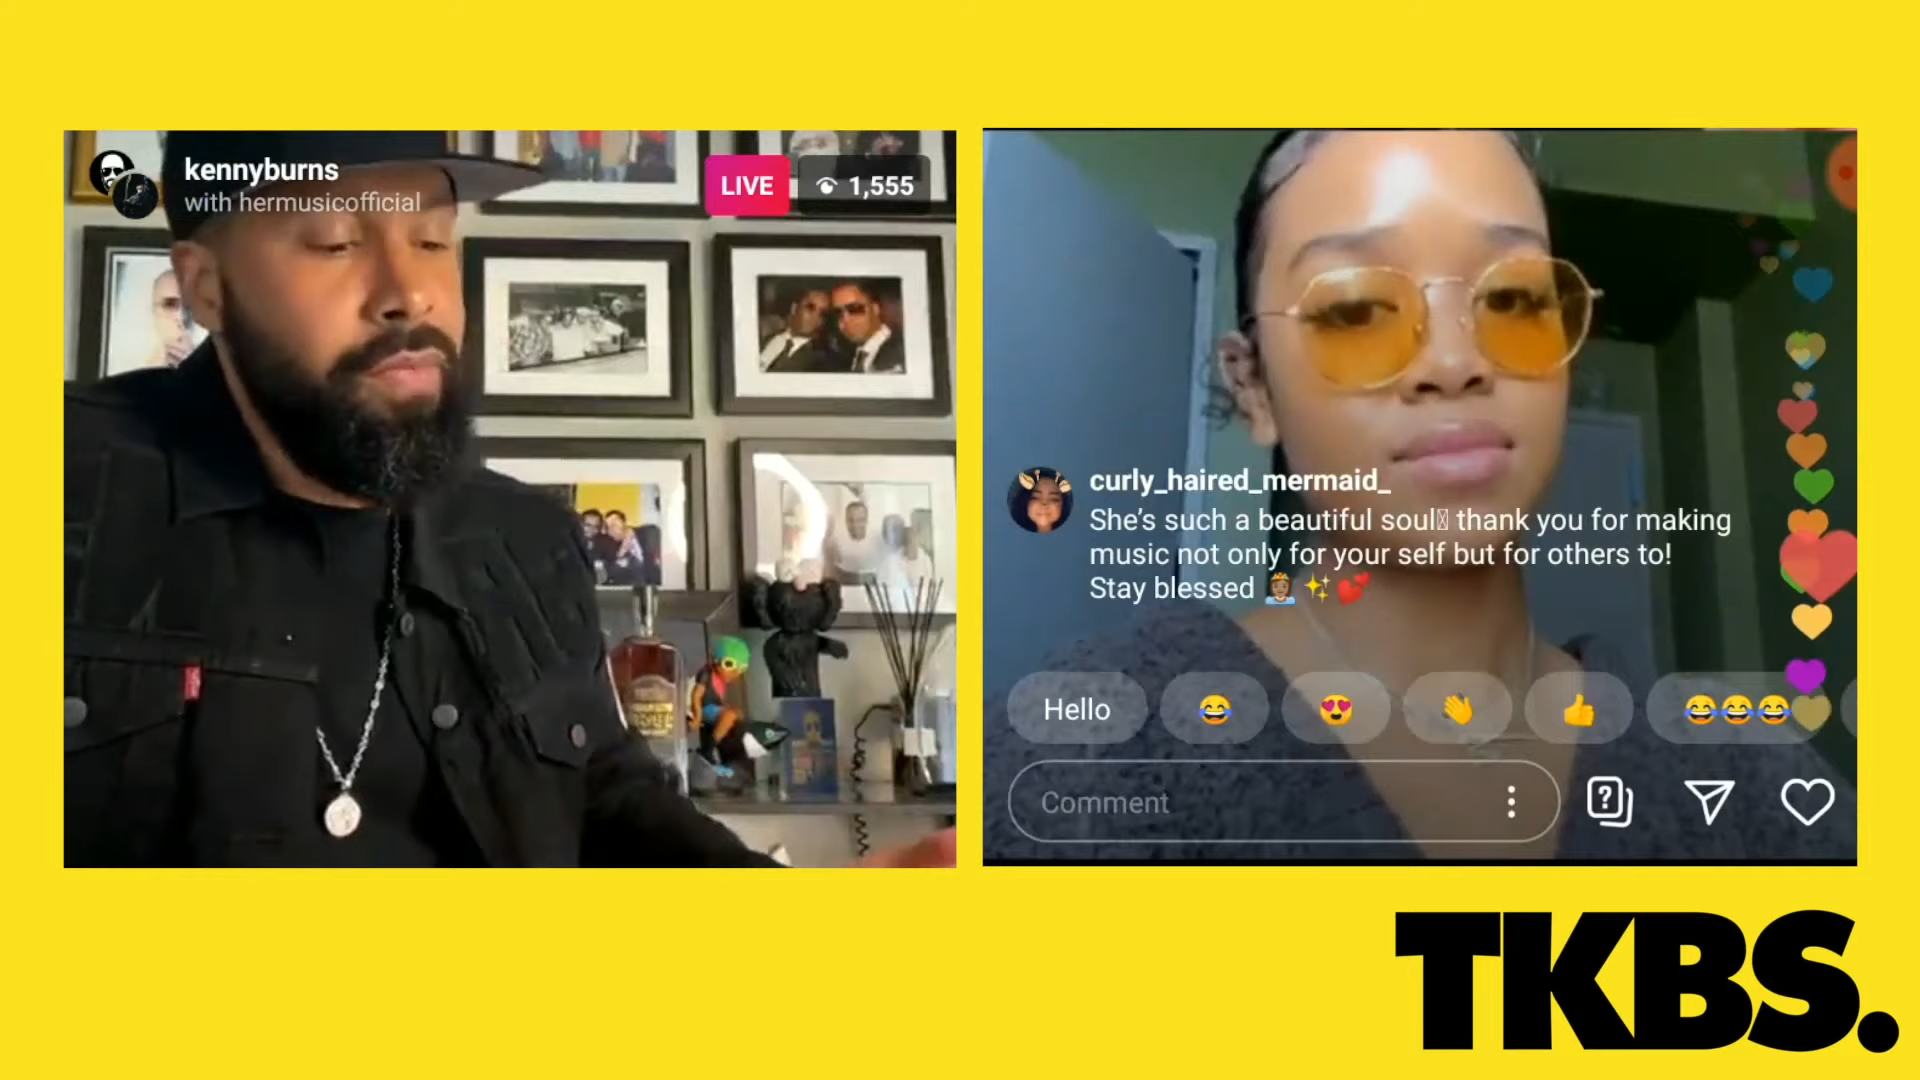 kennyburns
with hermusicofficial
LIVE
1,555
curly_haired_mermaid_
She's such a beautiful soul thank you for making
music not only for your self but for others to!
Stay blessed 👸🏾✨💕
Hello 😂 😍 👋 👍 😂😂😂
Comment
TKBS.